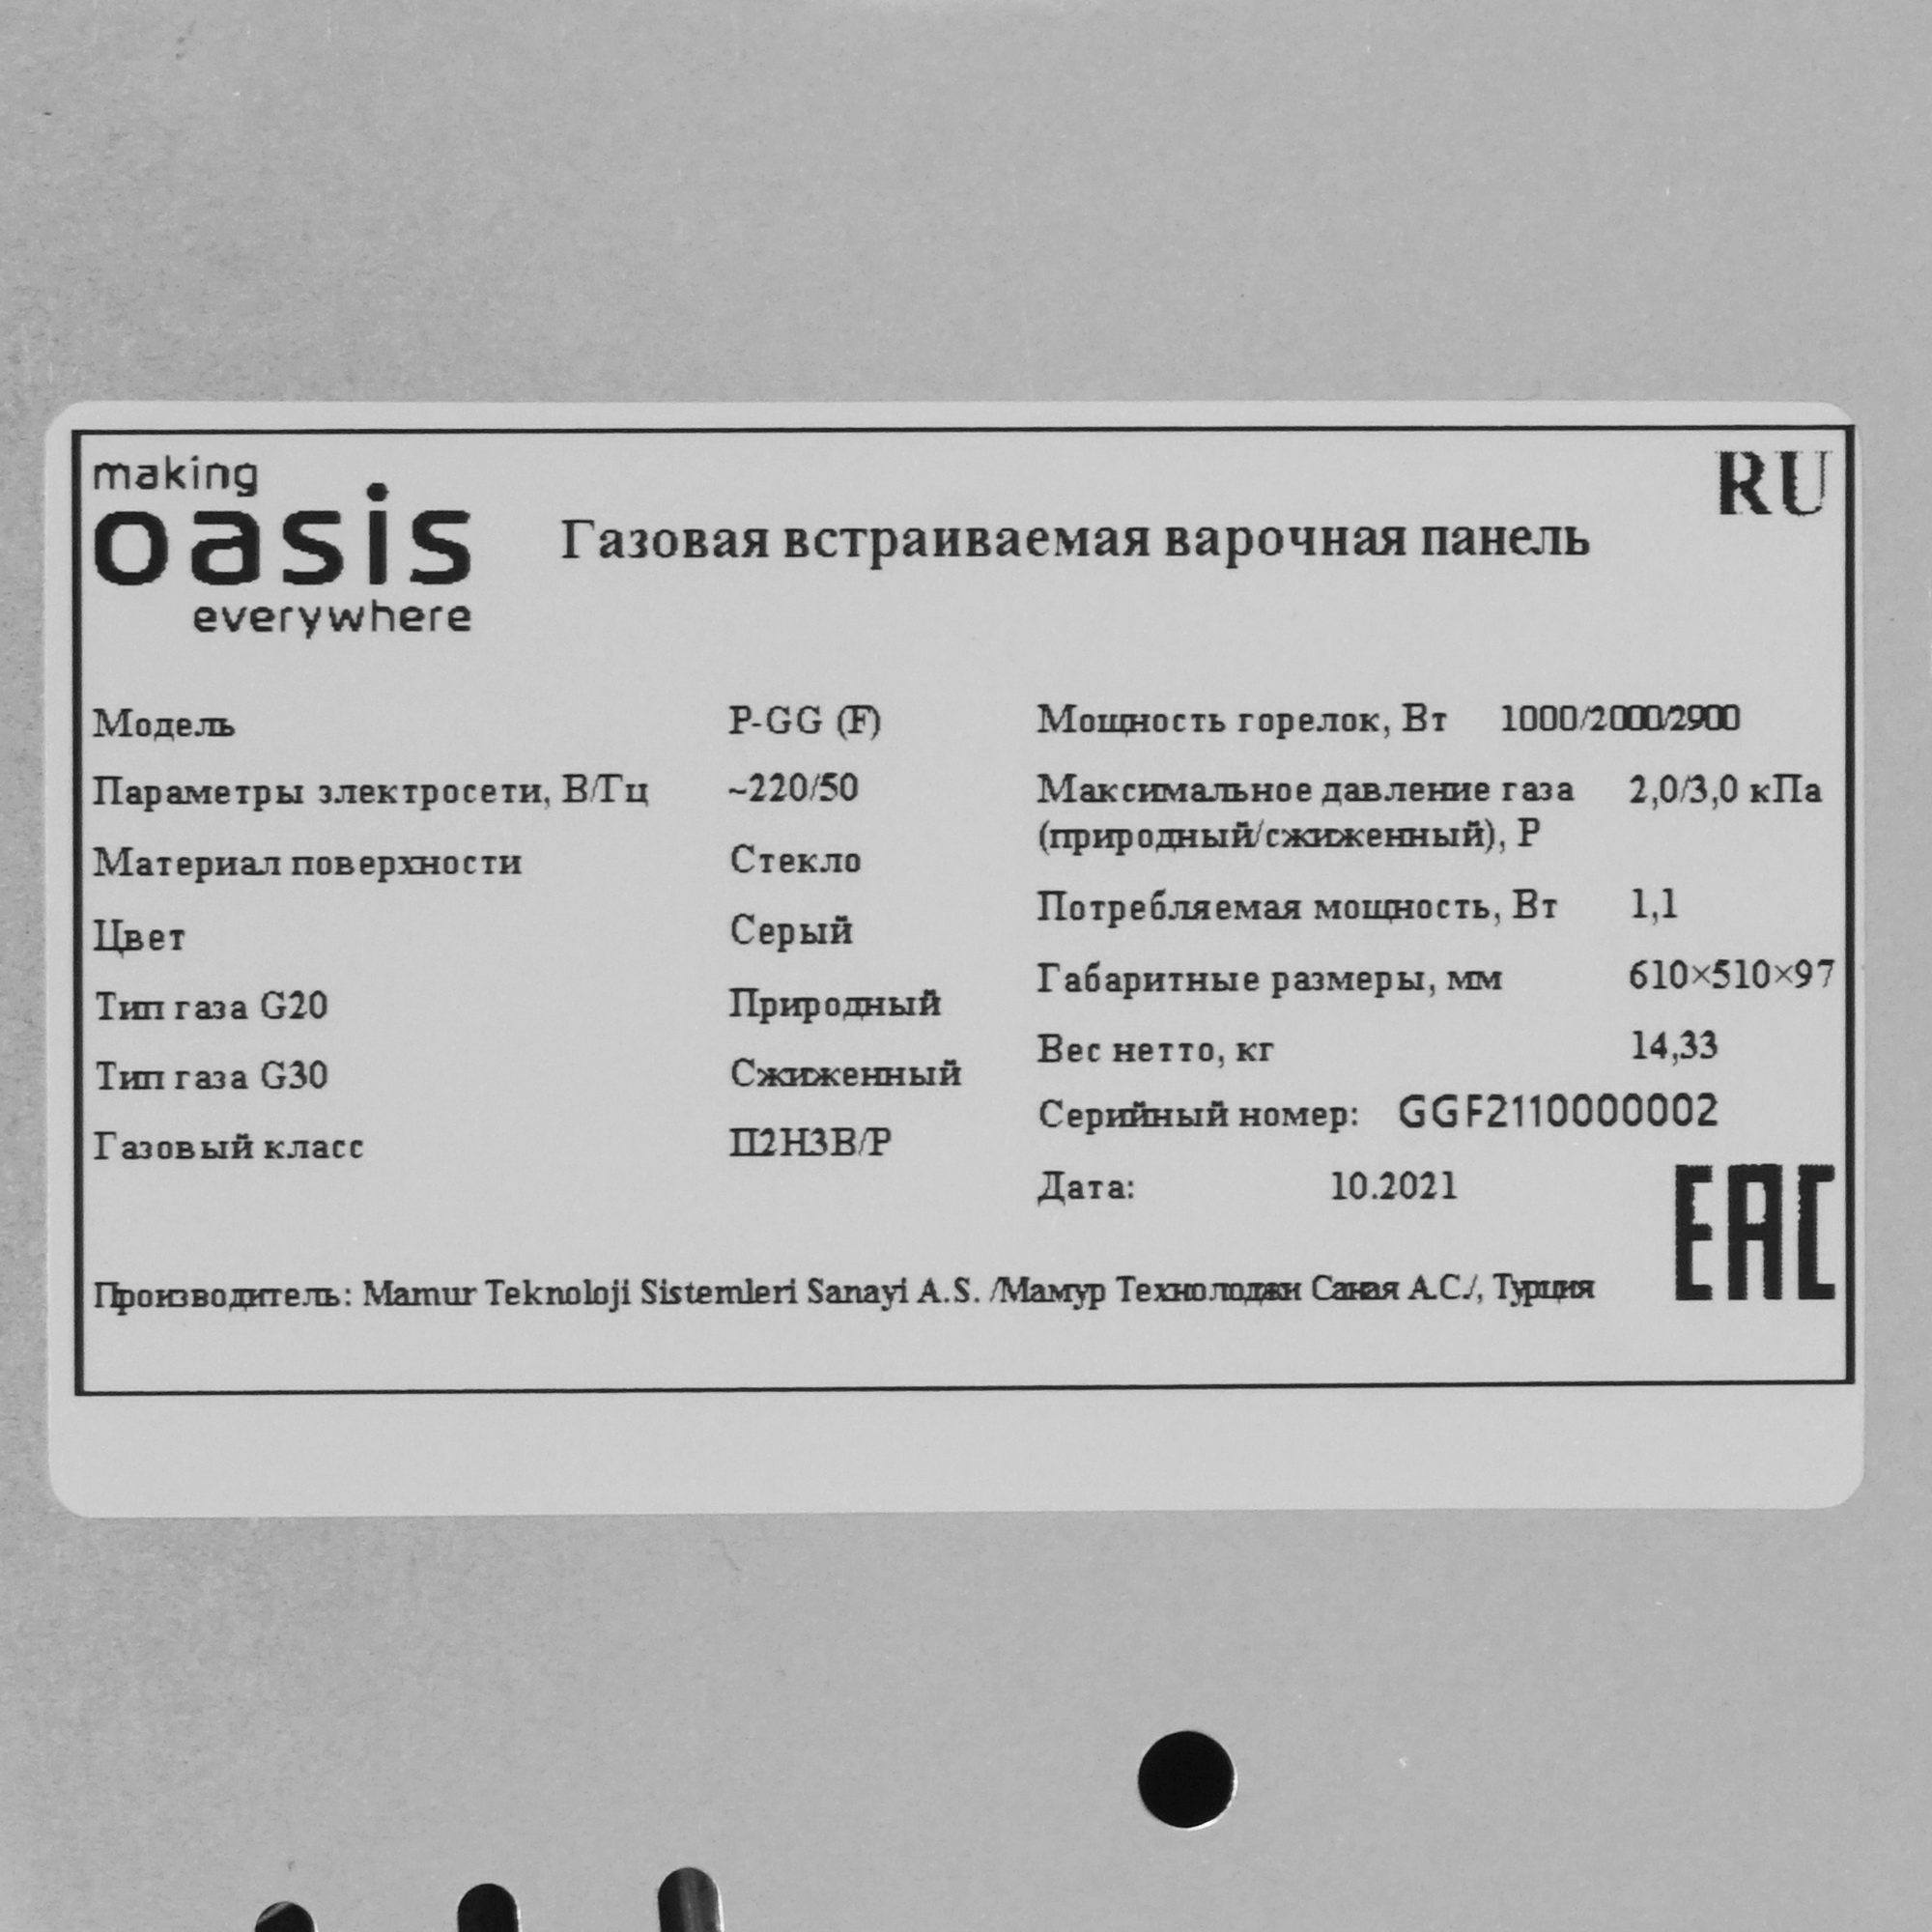 making
oasis
everywhere
Газовая встраиваемая варочная панель
RU
Модель P-GG (F)
Параметры злектросети, В/Гц ~220/50
Материал поверхности Стекло
Цвет Серый
Тип газа G20 Природный
Тип газа G30 Сжиженный
Газовый класс П2Н3В/Р
Мощность горелок, Вт 1000/2000/2900
Максимальное давление газа 2,0/3,0 кПа
(природный/сжиженный), Р
Потребляемая мощность, Вт 1,1
Габаритные размеры, мм 610×510×97
Вес нетто, кг 14,33
Серийный номер: GGF2110000002
Дата: 10.2021
EAC
Производитель: Mamur Teknoloji Sistemleri Sanayi A.S. /Мамур Технолоджи Саная А.С./, Турция